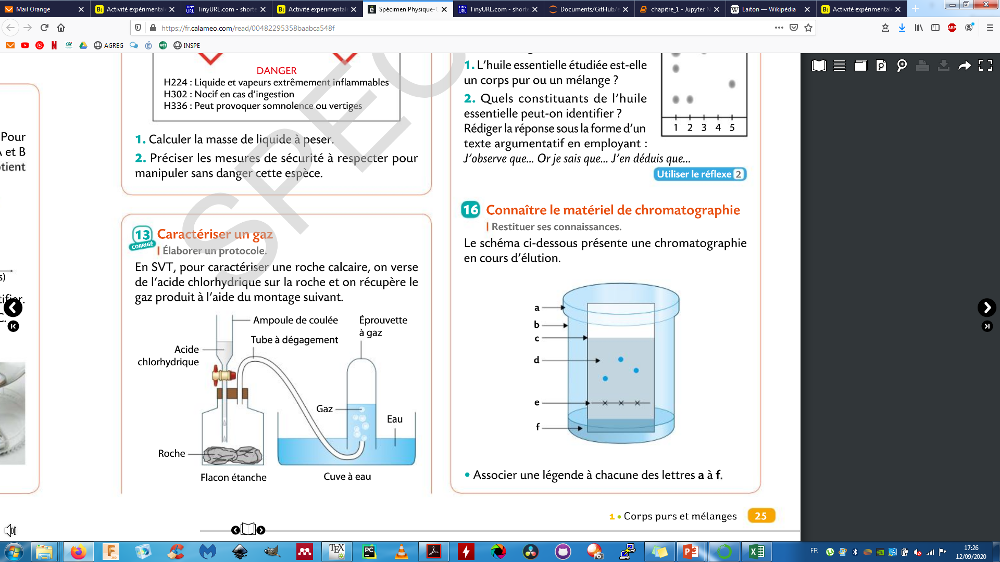 Mail Orange
Activité expérimentale
TinyURL.com - shorte
Activité expérimentale
Spécimen Physique-C
TinyURL.com - shorte
Documents/GitHub/
chapitre_1 - Jupyter N
Laiton — Wikipédia
Activité expérimental
https://fr.calameo.com/read/00482295358baabca548f
AGREG
INSPE
Pour
A et B
tient
s)
tifier.
C.
DANGER
H224 : Liquide et vapeurs extrêmement inflammables
H302 : Nocif en cas d'ingestion
H336 : Peut provoquer somnolence ou vertiges
1. Calculer la masse de liquide à peser.
2. Préciser les mesures de sécurité à respecter pour
manipuler sans danger cette espèce.
SPEC
13 Caractériser un gaz
CORRIGÉ
Élaborer un protocole.
En SVT, pour caractériser une roche calcaire, on verse
de l'acide chlorhydrique sur la roche et on récupère le
gaz produit à l'aide du montage suivant.
Ampoule de coulée
Éprouvette
à gaz
Tube à dégagement
Acide
chlorhydrique
Gaz
Eau
Roche
Flacon étanche
Cuve à eau
1. L'huile essentielle étudiée est-elle
un corps pur ou un mélange ?
2. Quels constituants de l'huile
essentielle peut-on identifier ?
Rédiger la réponse sous la forme d'un
texte argumentatif en employant :
J'observe que... Or je sais que... J'en déduis que...
1 2 3 4 5
Utiliser le réflexe 2
16 Connaître le matériel de chromatographie
Restituer ses connaissances.
Le schéma ci-dessous présente une chromatographie
en cours d'élution.
a
b
c
d
e
f
• Associer une légende à chacune des lettres a à f.
1 • Corps purs et mélanges 25
FR
17:26
12/09/2020